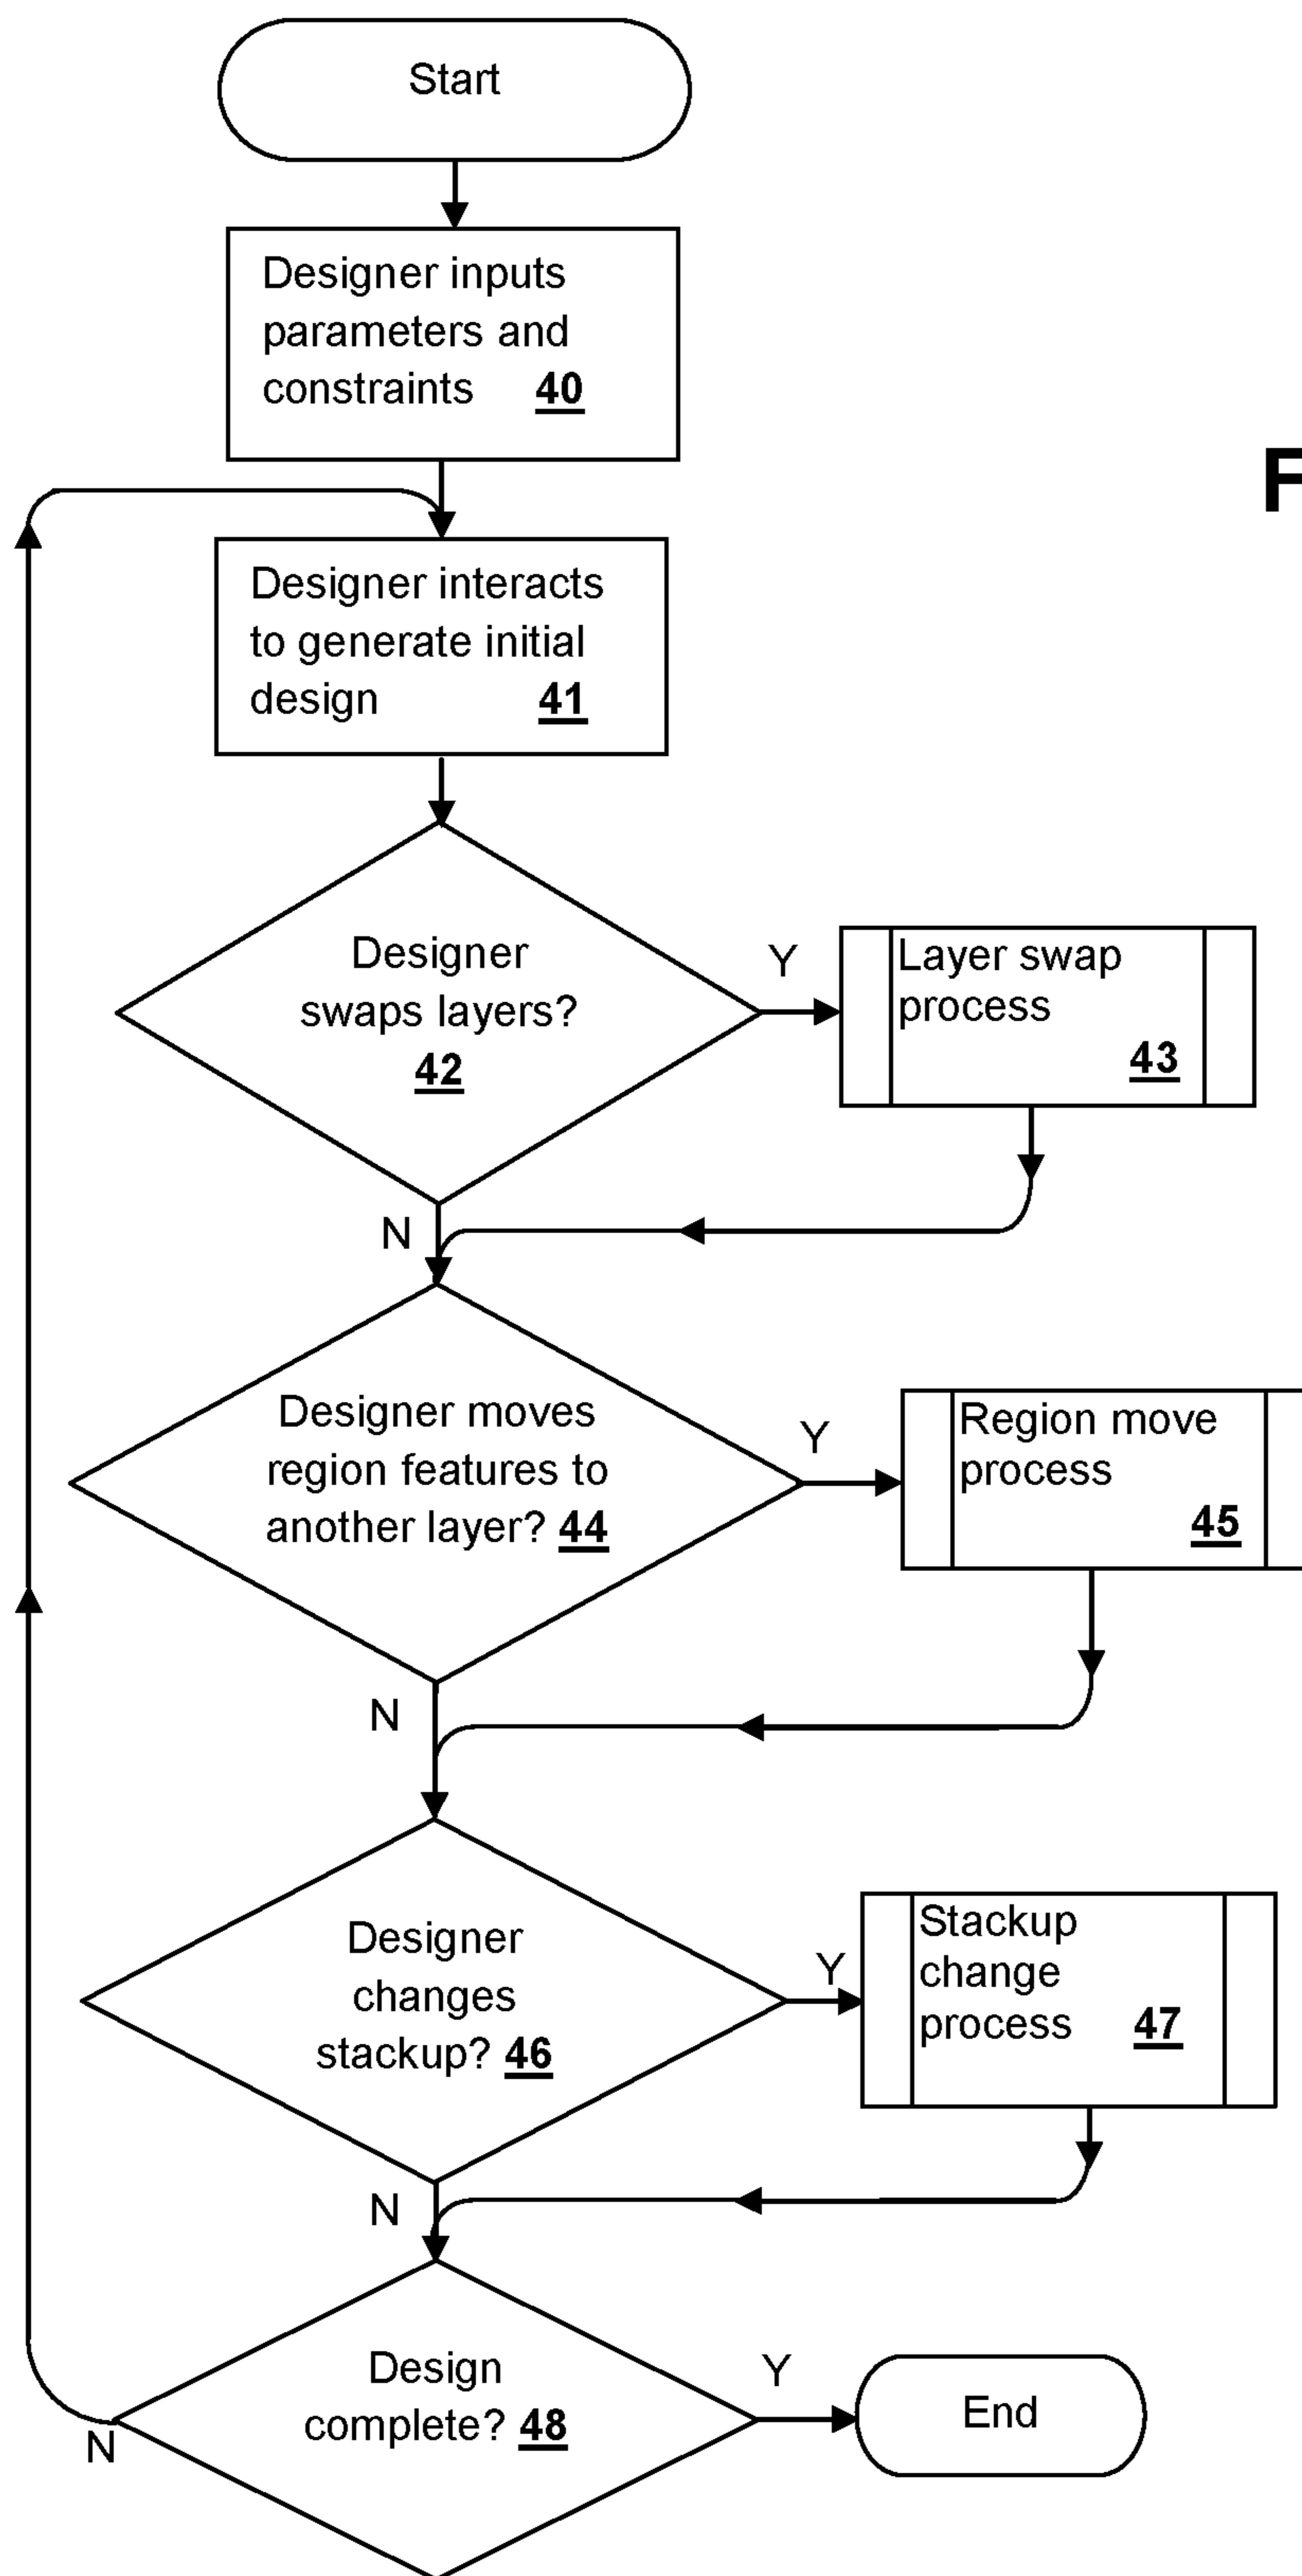 Start
Designer inputs
parameters and
constraints 40
F
Designer interacts
to generate initial
design 41
Designer
swaps layers?
42
Y
Layer swap
process
43
N
Designer moves
region features to
another layer? 44
Y
Region move
process
45
N
Designer
changes
stackup? 46
Y
Stackup
change
process 47
N
Design
complete? 48
Y
End
N